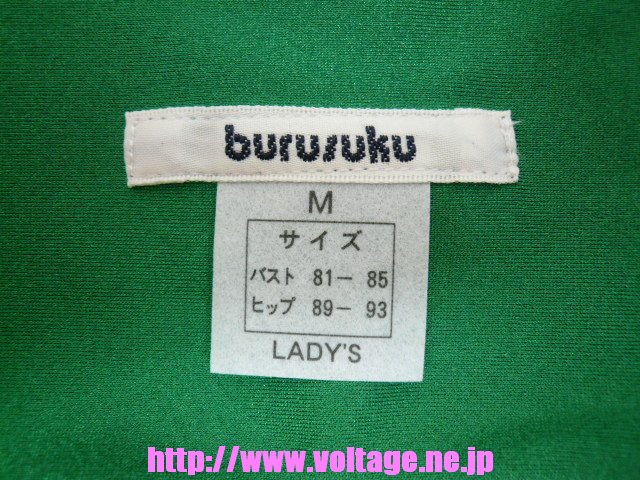 burusuku
M
サイズ
バスト 81－ 85
ヒップ 89－ 93
LADY'S
http://www.voltage.ne.jp